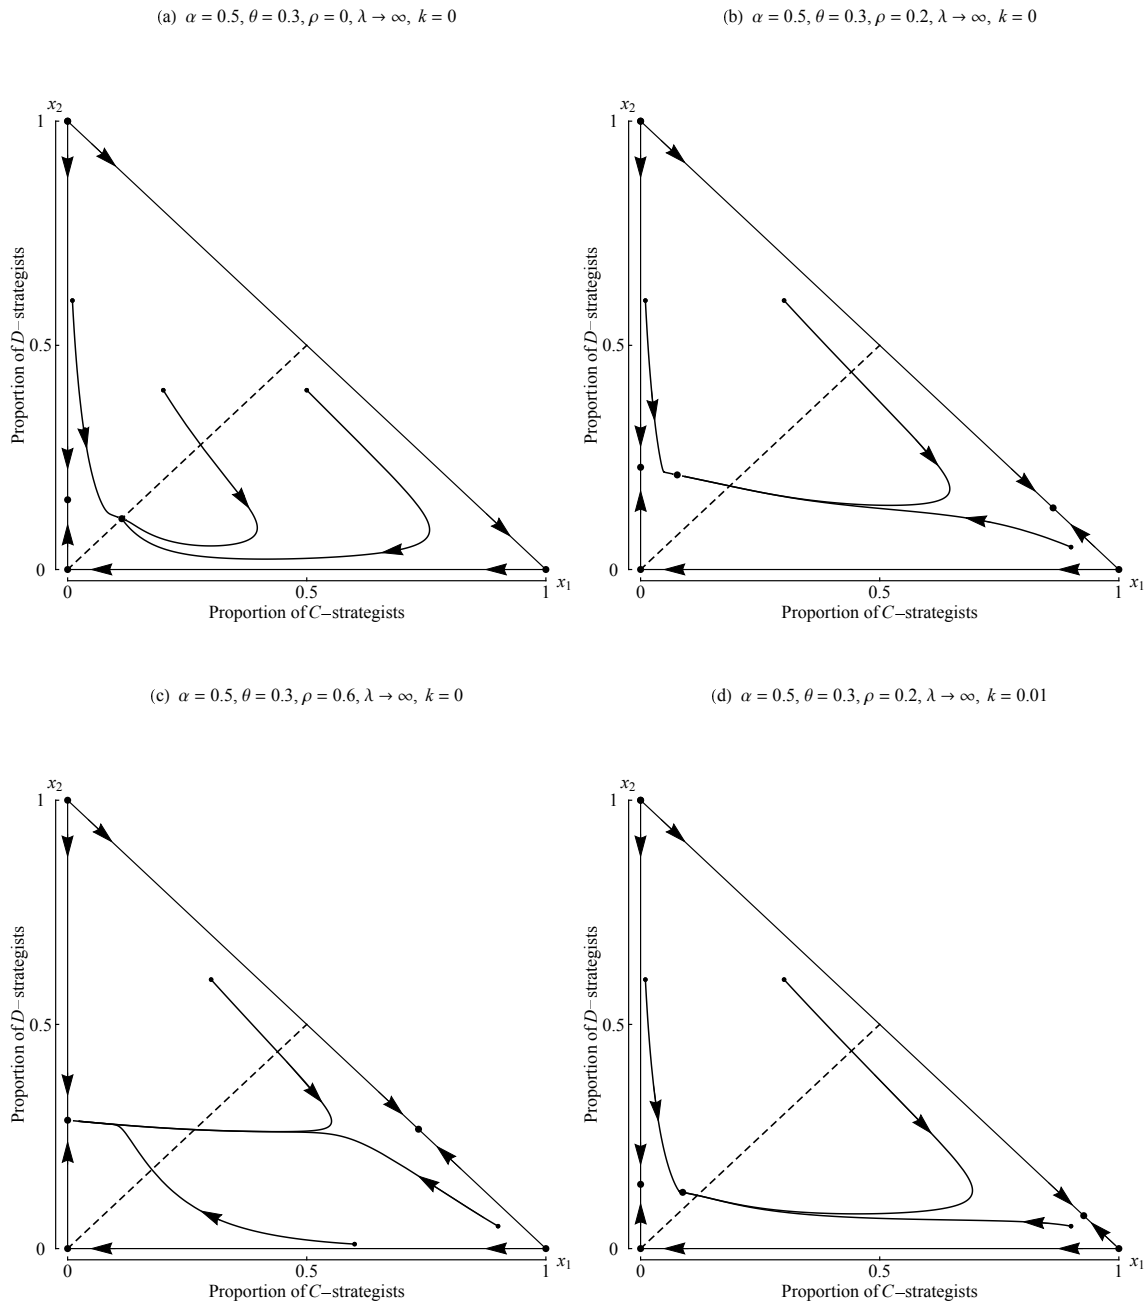 (a) α = 0.5, θ = 0.3, ρ = 0, λ → ∞, k = 0
x₂
1
0.5
0
Proportion of D−strategists
0
0.5
1
x₁
Proportion of C−strategists
(b) α = 0.5, θ = 0.3, ρ = 0.2, λ → ∞, k = 0
x₂
1
0.5
0
Proportion of D−strategists
0
0.5
1
x₁
Proportion of C−strategists
(c) α = 0.5, θ = 0.3, ρ = 0.6, λ → ∞, k = 0
x₂
1
0.5
0
Proportion of D−strategists
0
0.5
1
x₁
Proportion of C−strategists
(d) α = 0.5, θ = 0.3, ρ = 0.2, λ → ∞, k = 0.01
x₂
1
0.5
0
Proportion of D−strategists
0
0.5
1
x₁
Proportion of C−strategists